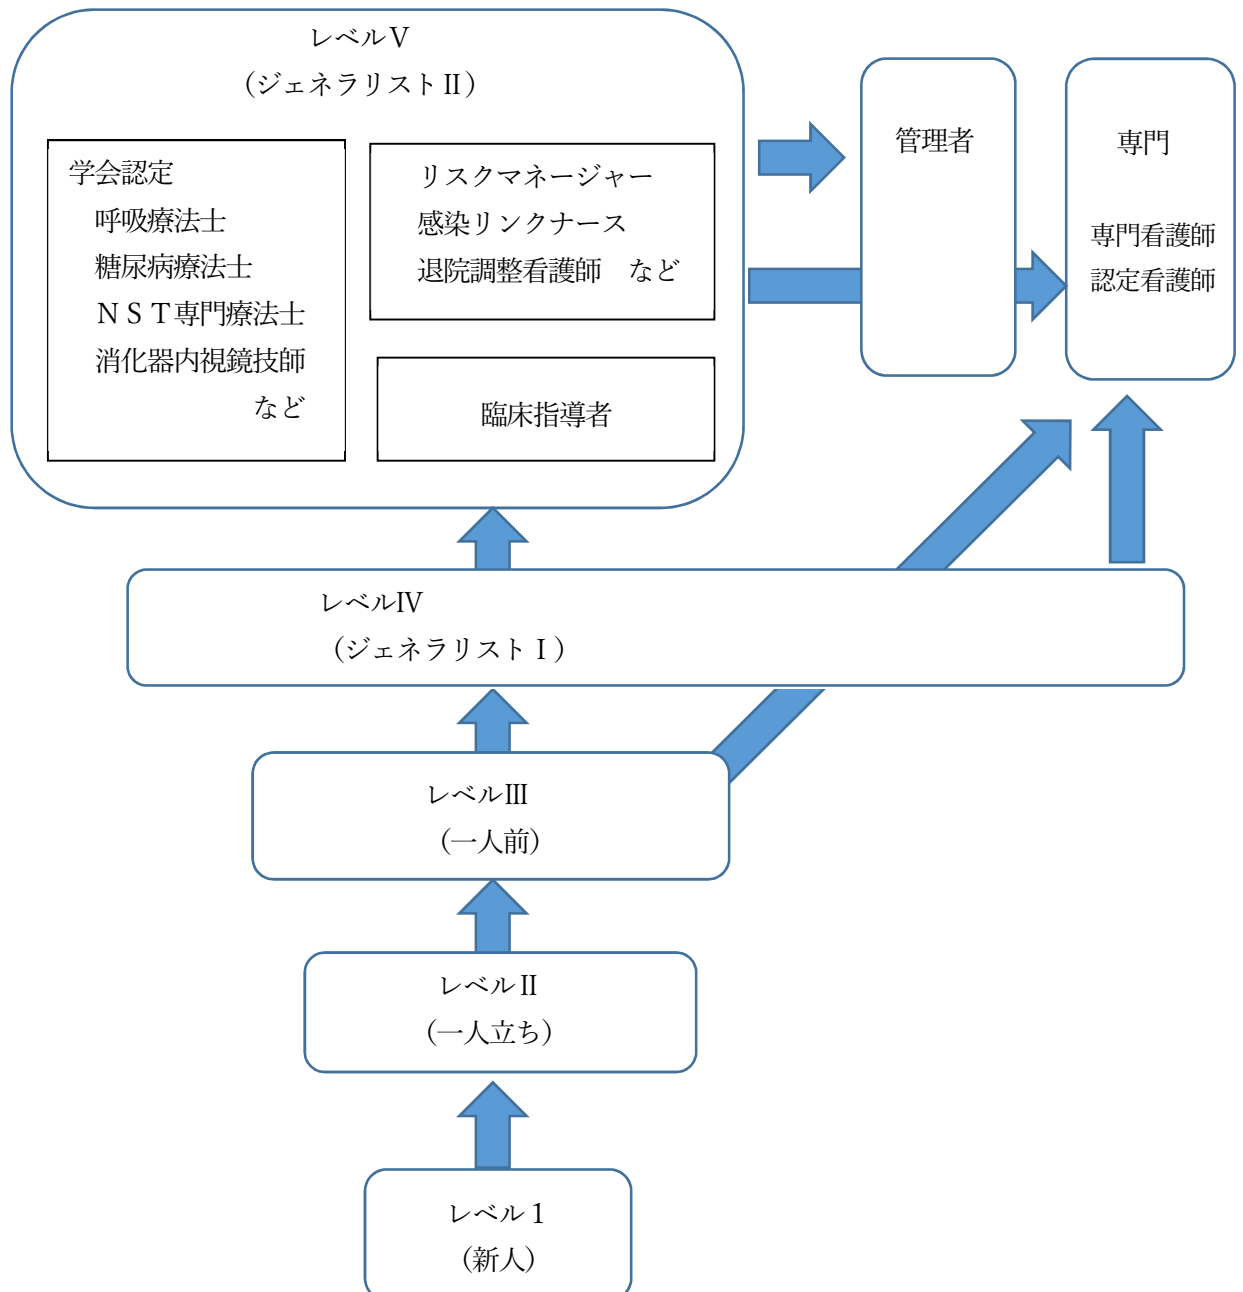 レベルⅤ
（ジェネラリストⅡ）
学会認定
呼吸療法士
糖尿病療法士
ＮＳＴ専門療法士
消化器内視鏡技師
など
リスクマネージャー
感染リンクナース
退院調整看護師　など
臨床指導者
管理者
専門
専門看護師
認定看護師
レベルⅣ
（ジェネラリストⅠ）
レベルⅢ
（一人前）
レベルⅡ
（一人立ち）
レベル１
（新人）